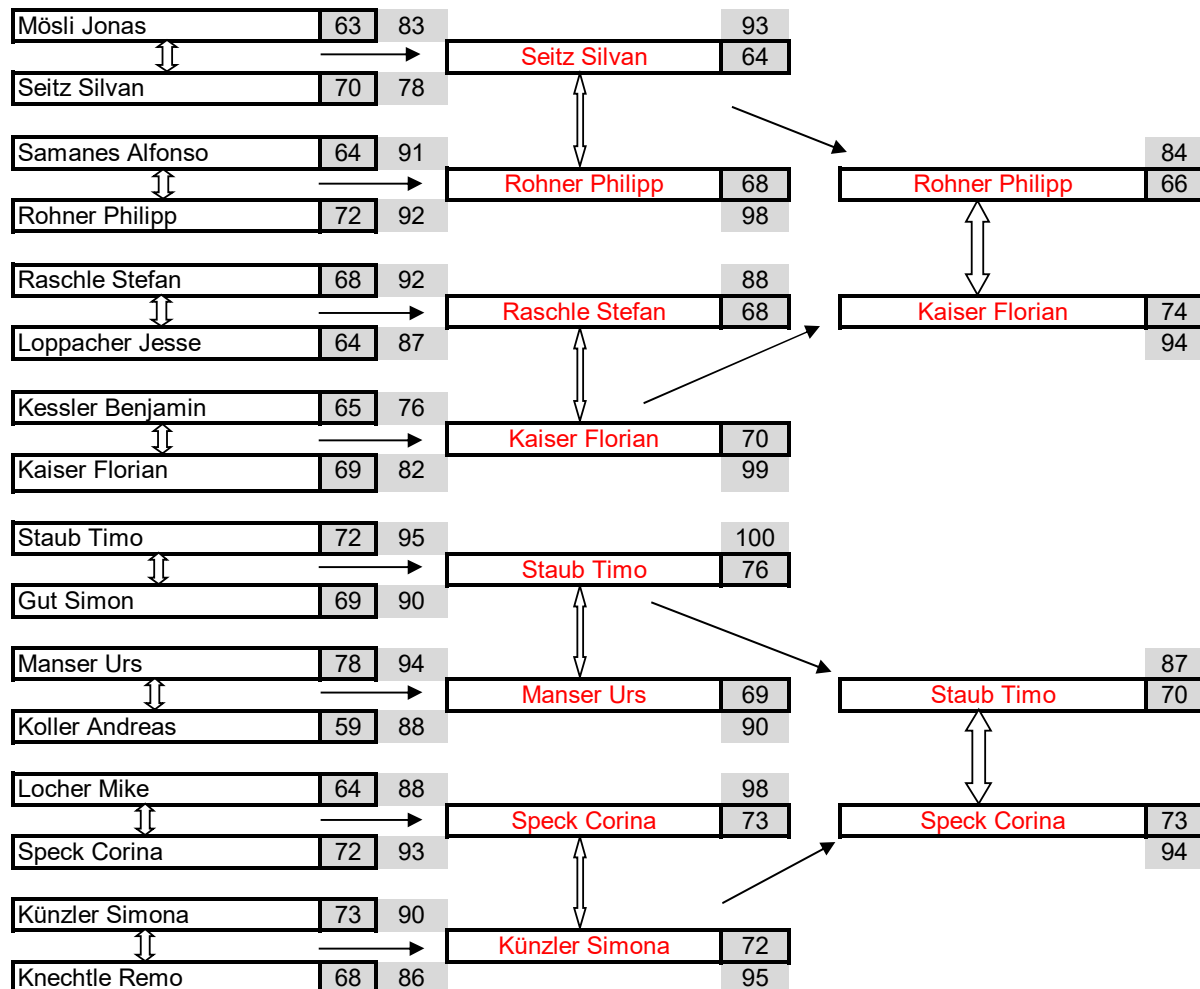 Mösli Jonas 63 83 93
Seitz Silvan 64
Seitz Silvan 70 78
Samanes Alfonso 64 91 84
Rohner Philipp 68 Rohner Philipp 66
Rohner Philipp 72 92 98
Raschle Stefan 68 92 88
Raschle Stefan 68 Kaiser Florian 74
Loppacher Jesse 64 87 94
Kessler Benjamin 65 76
Kaiser Florian 70
Kaiser Florian 69 82 99
Staub Timo 72 95 100
Staub Timo 76
Gut Simon 69 90
Manser Urs 78 94 87
Manser Urs 69 Staub Timo 70
Koller Andreas 59 88 90
Locher Mike 64 88 98
Speck Corina 73 Speck Corina 73
Speck Corina 72 93 94
Künzler Simona 73 90
Künzler Simona 72
Knechtle Remo 68 86 95